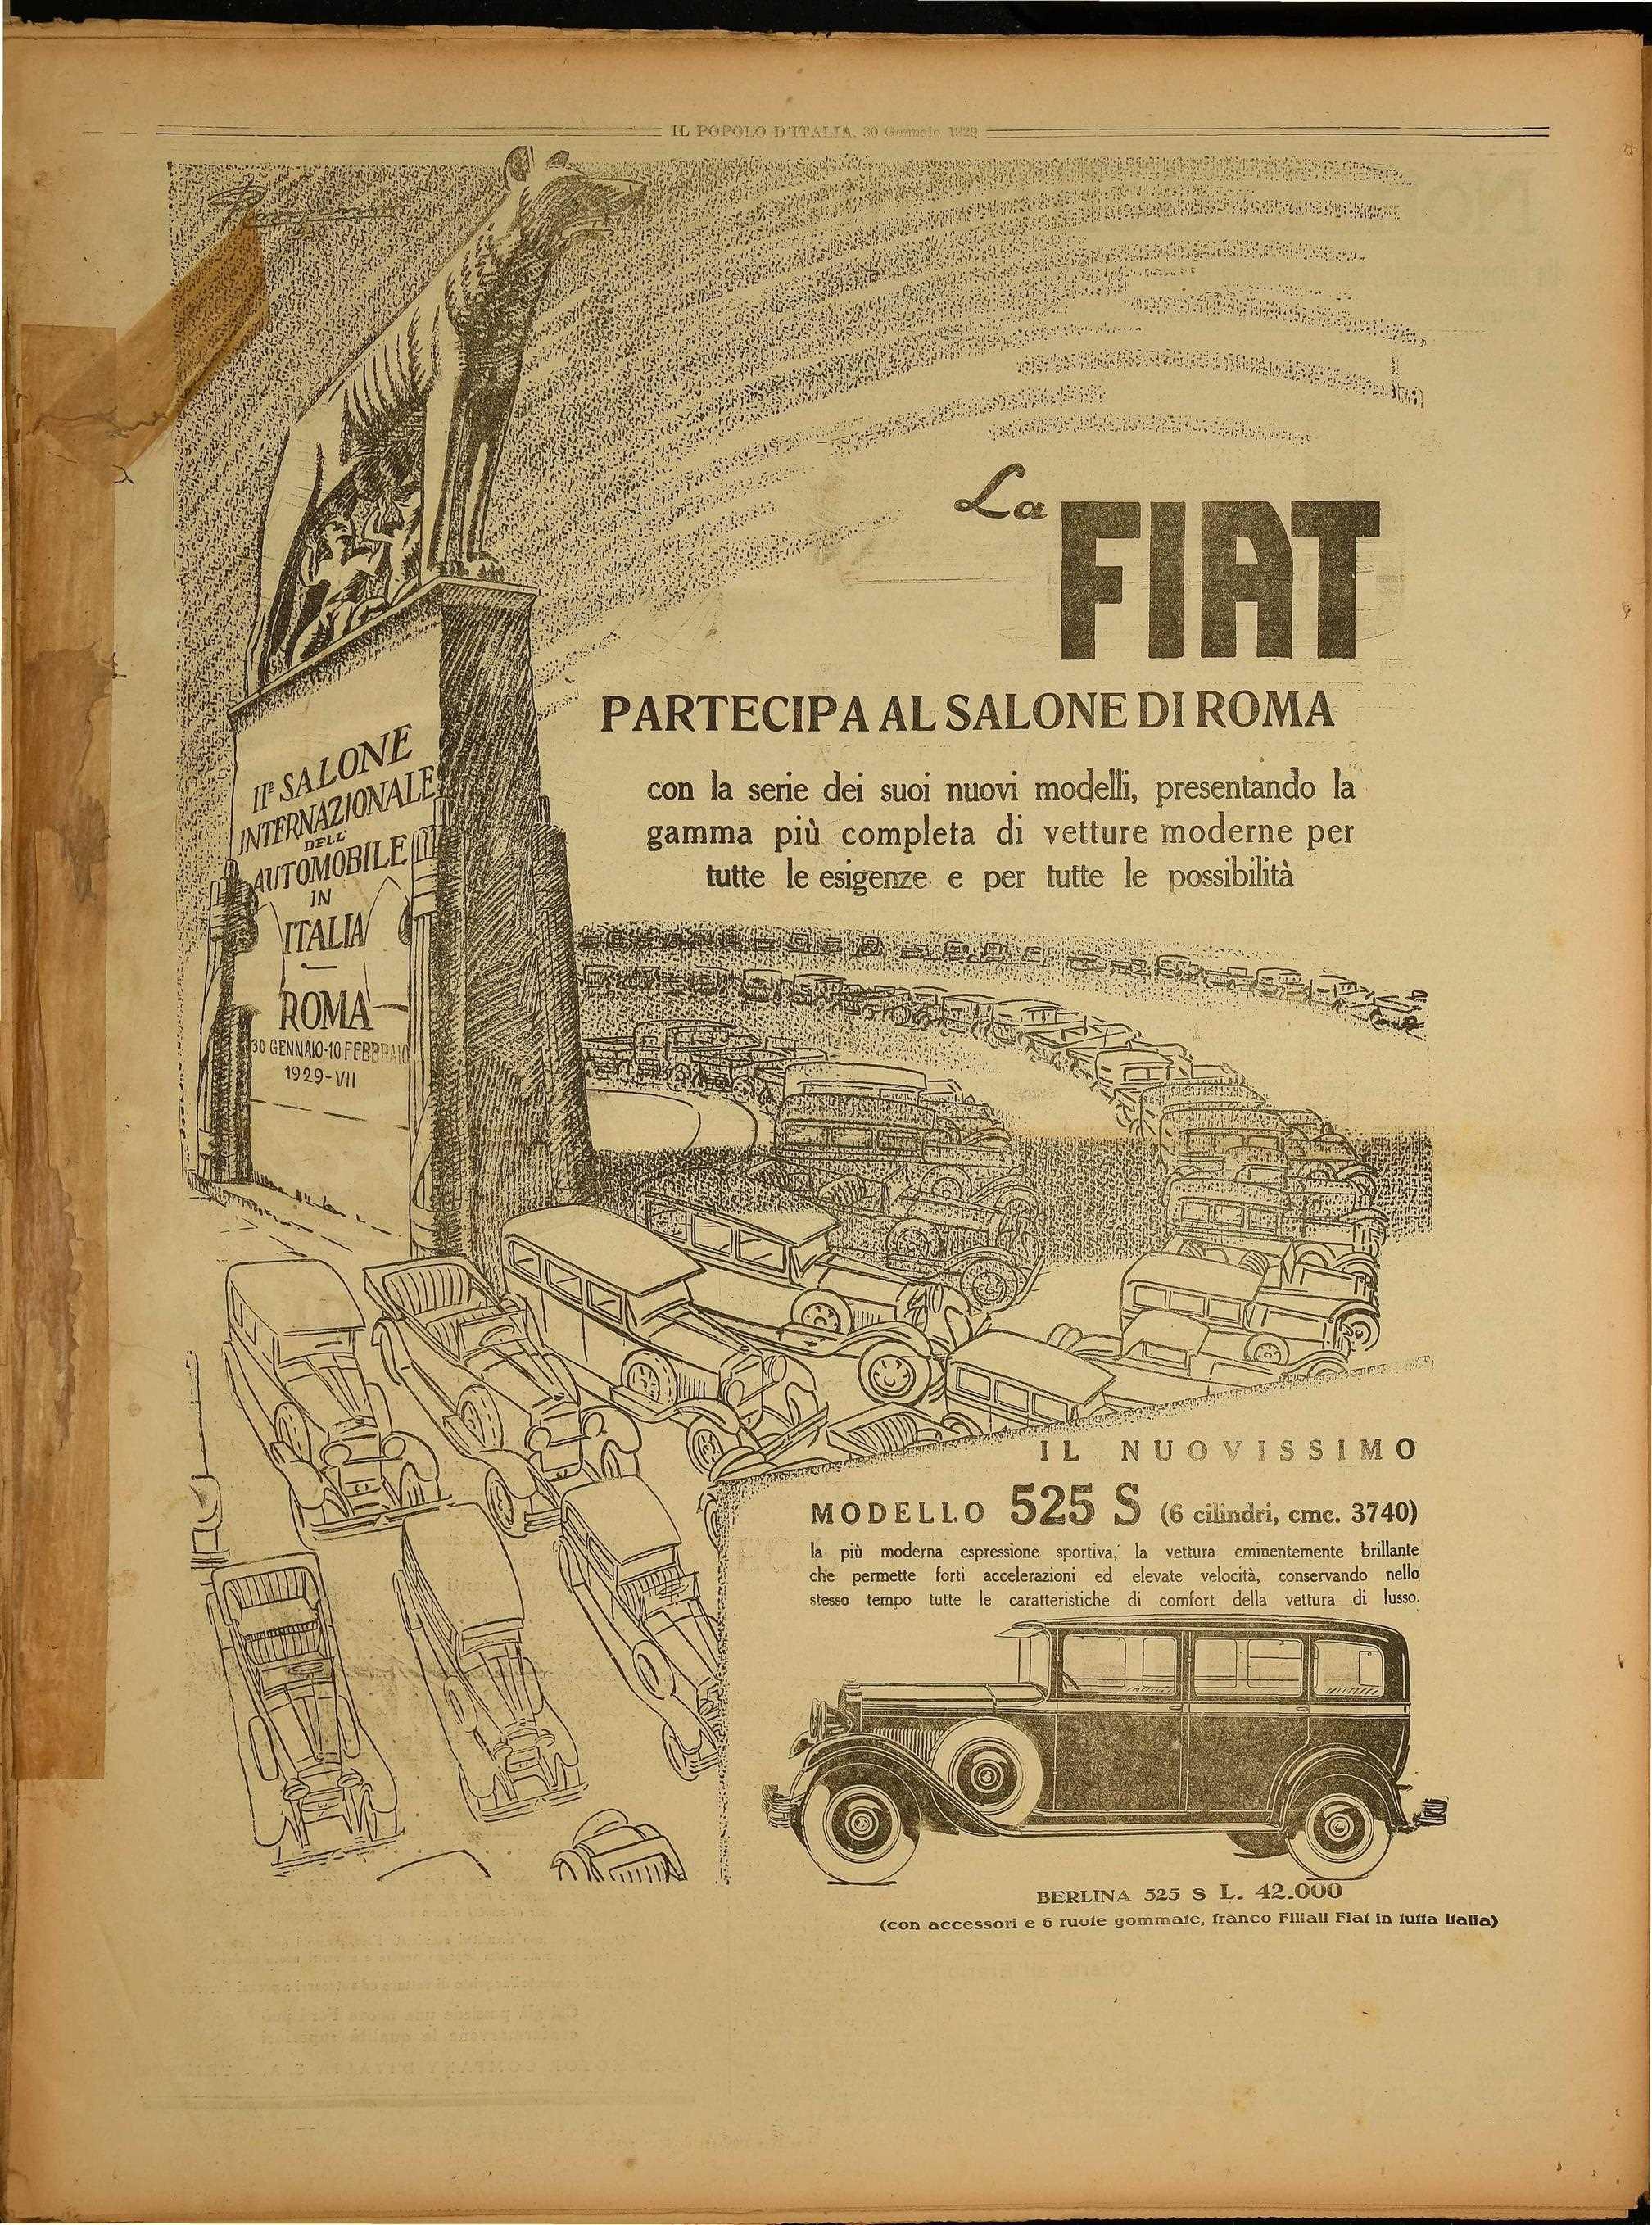 IL POPOLO D'ITALIA, 30 Gennaio 1929
La FIAT
PARTECIPA AL SALONE DI ROMA
con la serie dei suoi nuovi modelli, presentando la
gamma più completa di vetture moderne per
tutte le esigenze e per tutte le possibilità
IIº SALONE
INTERNAZIONALE
DELL'
AUTOMOBILE
IN
ITALIA
ROMA
30 GENNAIO-10 FEBBRAIO
1929-VII
IL NUOVISSIMO
MODELLO 525 S (6 cilindri, cmc. 3740)
la più moderna espressione sportiva, la vettura eminentemente brillante
che permette forti accelerazioni ed elevate velocità, conservando nello
stesso tempo tutte le caratteristiche di comfort della vettura di lusso.
BERLINA 525 S L. 42.000
(con accessori e 6 ruote gommate, franco Filiali Fiat in tutta Italia)